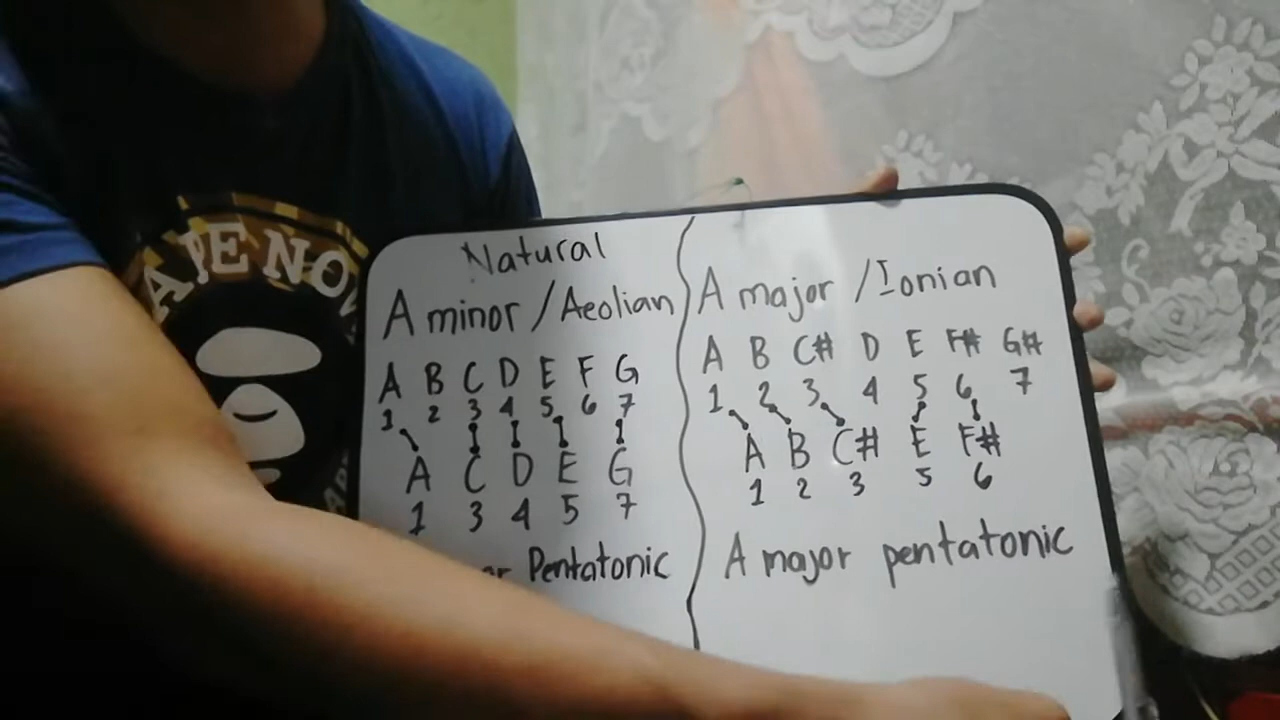 APE NOW
Natural
A minor / Aeolian
A B C D E F G
1 2 3 4 5 6 7
A C D E G
1 3 4 5 7
Pentatonic
A major / Ionian
A B C# D E F# G#
1 2 3 4 5 6 7
A B C# E F#
1 2 3 5 6
A major pentatonic